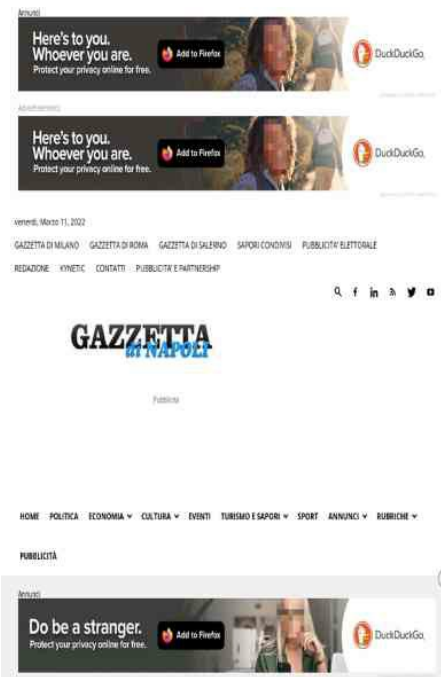 Annunci
Here's to you.
Whoever you are.
Protect your privacy online for free.
Add to Firefox
DuckDuckGo.
Advertisements
Here's to you.
Whoever you are.
Protect your privacy online for free.
Add to Firefox
DuckDuckGo.
venerdì, Marzo 11, 2022
GAZZETTA DI MILANO GAZZETTA DI ROMA GAZZETTA DI SALERNO SAPORI CONDIVISI PUBBLICITA' ELETTORALE
REDAZIONE KYNETIC CONTATTI PUBBLICITA' E PARTNERSHIP
GAZZETTA
di NAPOLI
Pubblicità
HOME POLITICA ECONOMIA CULTURA EVENTI TURISMO E SAPORI SPORT ANNUNCI RUBRICHE
PUBBLICITÀ
Annunci
Do be a stranger.
Protect your privacy online for free.
Add to Firefox
DuckDuckGo.